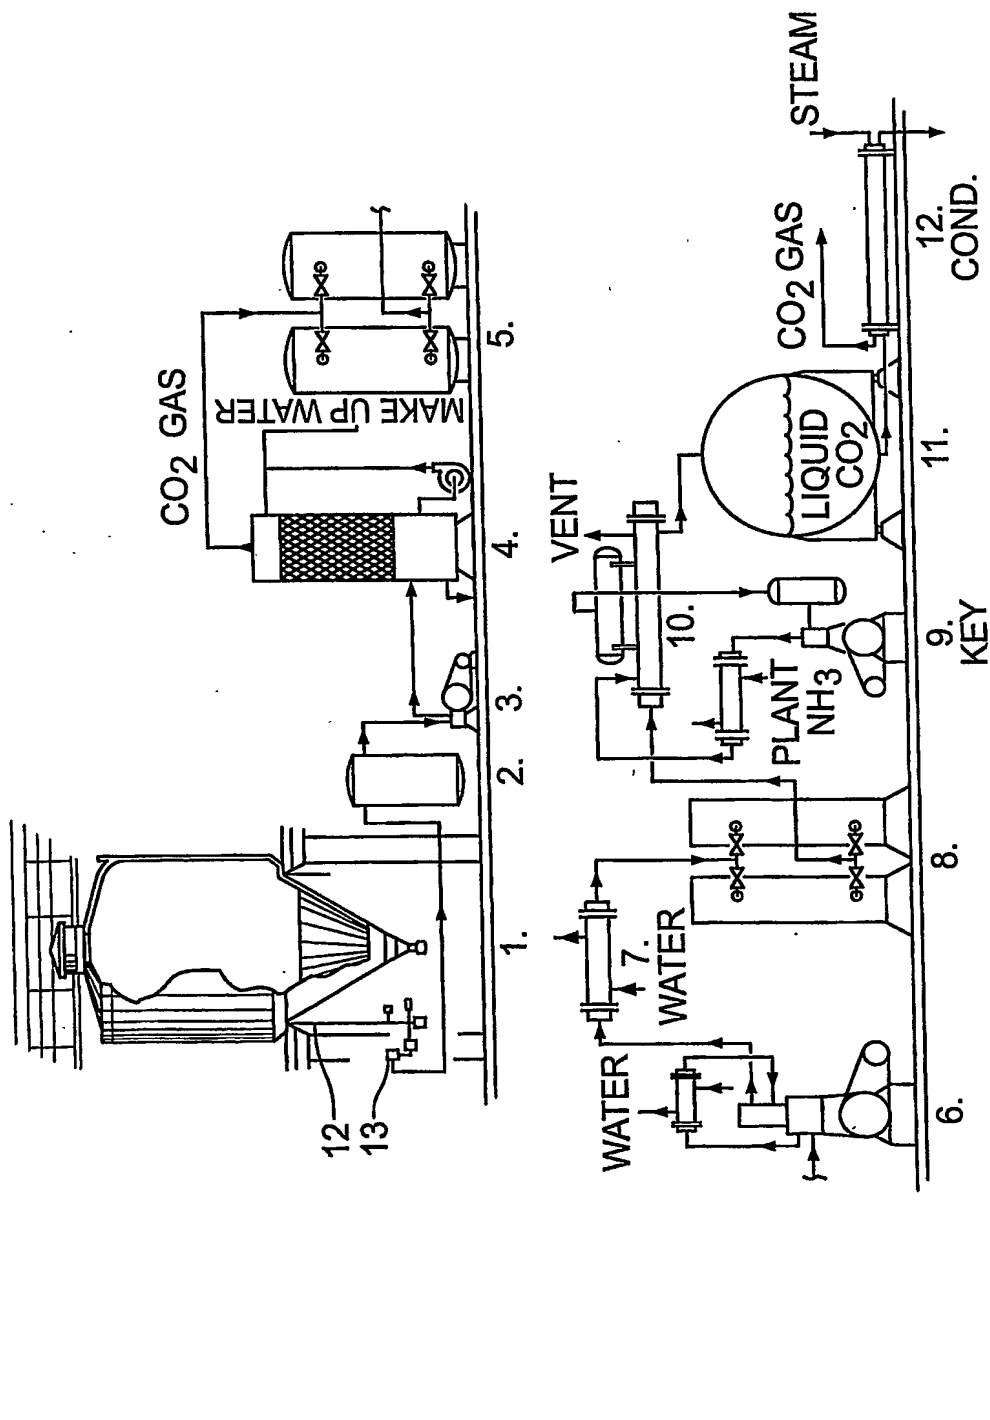 CO2 GAS
MAKE UP WATER
12
13
1.
2.
3.
4.
5.
WATER
7.
WATER
VENT
10.
PLANT
NH3
LIQUID
CO2
CO2 GAS
STEAM
6.
8.
9.
KEY
11.
12.
COND.